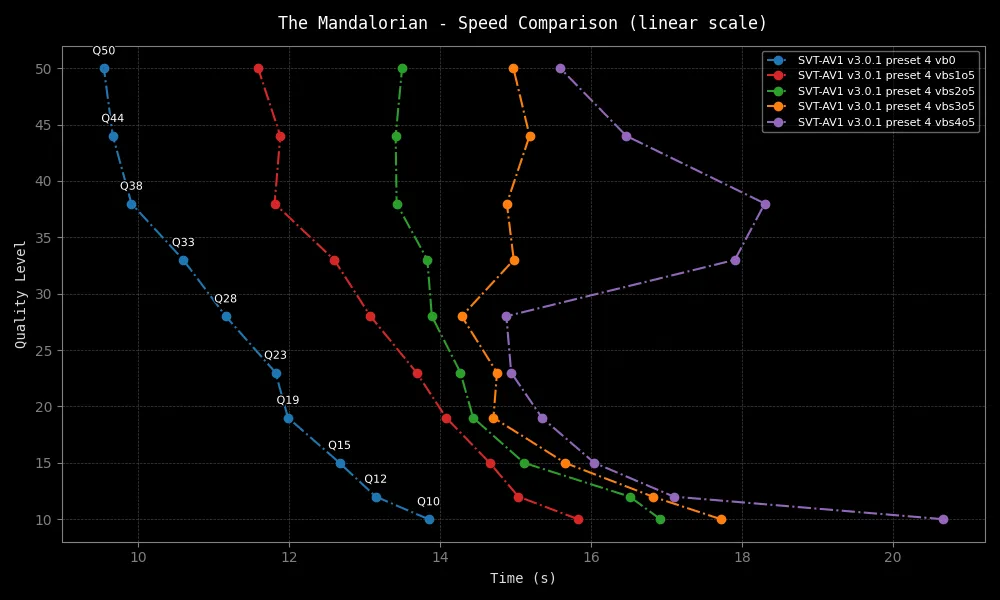 The Mandalorian - Speed Comparison (linear scale)
SVT-AV1 v3.0.1 preset 4 vb0
SVT-AV1 v3.0.1 preset 4 vbs1o5
SVT-AV1 v3.0.1 preset 4 vbs2o5
SVT-AV1 v3.0.1 preset 4 vbs3o5
SVT-AV1 v3.0.1 preset 4 vbs4o5
Quality Level
50
45
40
35
30
25
20
15
10
Q50
Q44
Q38
Q33
Q28
Q23
Q19
Q15
Q12
Q10
10
12
14
16
18
20
Time (s)